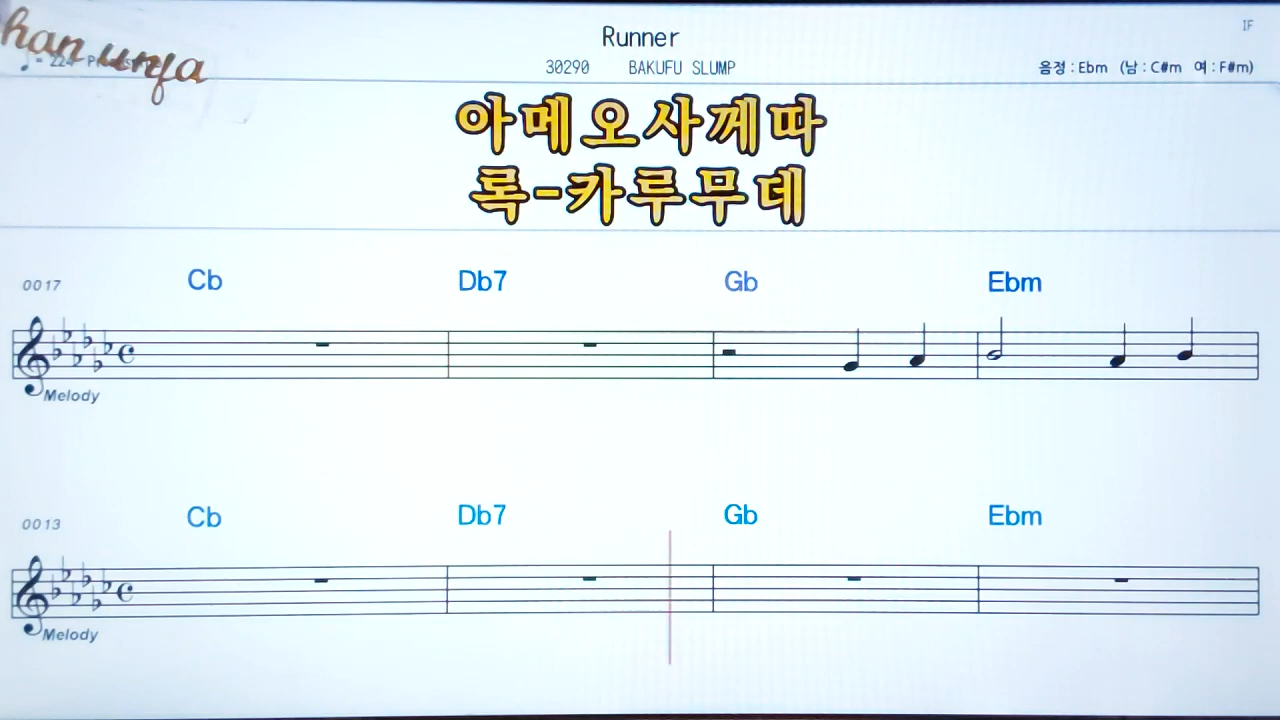 han unfa
Runner
IF
30290 BAKUFU SLUMP
음정 : Ebm (남 : C#m 여 : F#m)
아메오사께따
록-카루무데
0017 Cb Db7 Gb Ebm
Melody
0013 Cb Db7 Gb Ebm
Melody